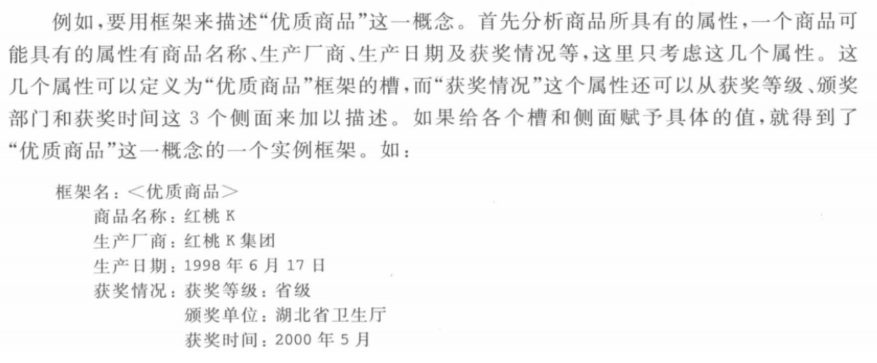 例如,要用框架来描述“优质商品”这一概念。首先分析商品所具有的属性,一个商品可
能具有的属性有商品名称、生产厂商、生产日期及获奖情况等,这里只考虑这几个属性。这
几个属性可以定义为“优质商品”框架的槽,而“获奖情况”这个属性还可以从获奖等级、颁奖
部门和获奖时间这 3 个侧面来加以描述。如果给各个槽和侧面赋予具体的值,就得到了
“优质商品”这一概念的一个实例框架。如:
框架名:<优质商品>
商品名称:红桃 K
生产厂商:红桃 K 集团
生产日期:1998 年 6 月 17 日
获奖情况:获奖等级:省级
颁奖单位:湖北省卫生厅
获奖时间:2000 年 5 月